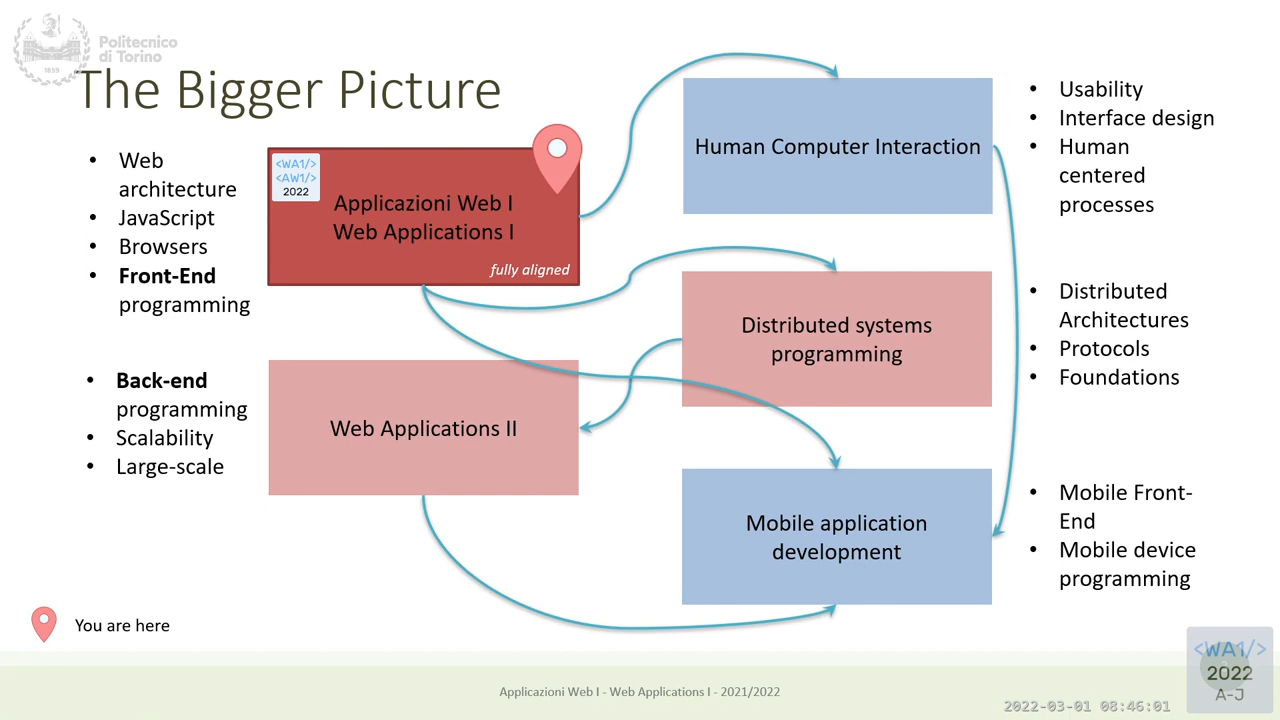 Politecnico
di Torino
1859
The Bigger Picture
• Web
architecture
• JavaScript
• Browsers
• Front-End
programming
<WA1/>
<AW1/>
2022
Applicazioni Web I
Web Applications I
fully aligned
Human Computer Interaction
• Usability
• Interface design
• Human
centered
processes
Distributed systems
programming
• Distributed
Architectures
• Protocols
• Foundations
• Back-end
programming
• Scalability
• Large-scale
Web Applications II
Mobile application
development
• Mobile Front-
End
• Mobile device
programming
You are here
Applicazioni Web I - Web Applications I - 2021/2022
2022-03-01 08:46:01
<WA1/>
2022
A-J